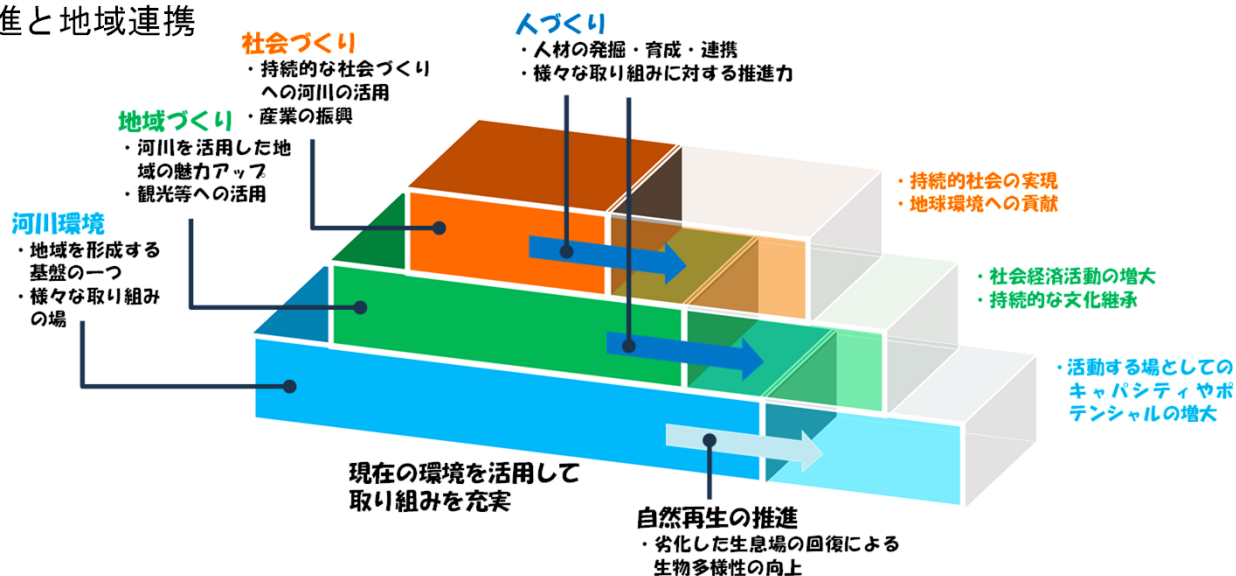 進と地域連携
人づくり
・人材の発掘・育成・連携
・様々な取り組みに対する推進力
社会づくり
・持続的な社会づくり
への河川の活用
・産業の振興
地域づくり
・河川を活用した地
域の魅力アップ
・観光等への活用
河川環境
・地域を形成する
基盤の一つ
・様々な取り組み
の場
・持続的社会の実現
・地球環境への貢献
・社会経済活動の増大
・持続的な文化継承
・活動する場としての
キャパシティやポ
テンシャルの増大
現在の環境を活用して
取り組みを充実
自然再生の推進
・劣化した生息場の回復による
生物多様性の向上